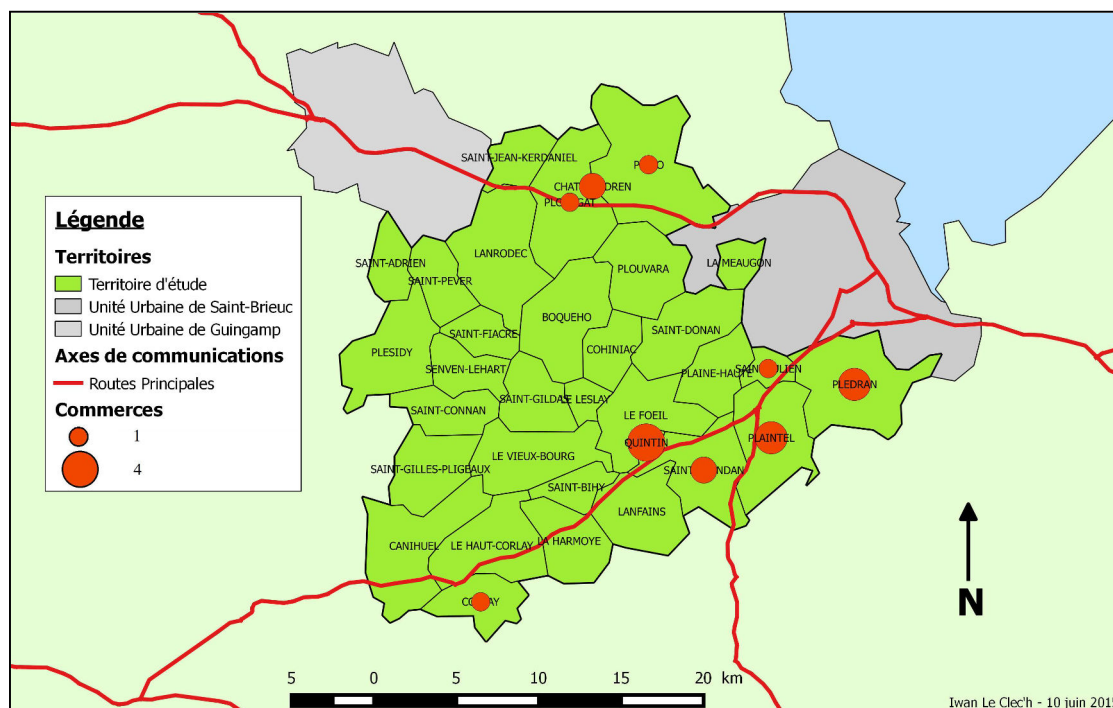 SAINT-JEAN-KERDANIEL
Légende
Territoires
Territoire d'étude
Unité Urbaine de Saint-Brieuc
Unité Urbaine de Guingamp
Axes de communications
Routes Principales
Commerces
1
4
LANRODEC
SAINT-ADRIEN
LA MEAUGON
PLOUVARA
SAINT-PEVER
BOQUEHO
SAINT-DONAN
SAINT-FIACRE
COHINIAC
PLESIDY
SENVEN-LEHART
PLAINE-HAUTE
PLEDRAN
SAINT-GILDAS
LE LESLAY
SAINT-CONNAN
LE FOEIL
PLAINTEL
QUINTIN
LE VIEUX-BOURG
SAINT-GILLES-PLIGEAUX
SAINT-BIHY
LANFAINS
LA HARMOYE
CANIHUEL
LE HAUT-CORLAY
N
5 0 5 10 15 20 km
Iwan Le Clec'h - 10 juin 2015